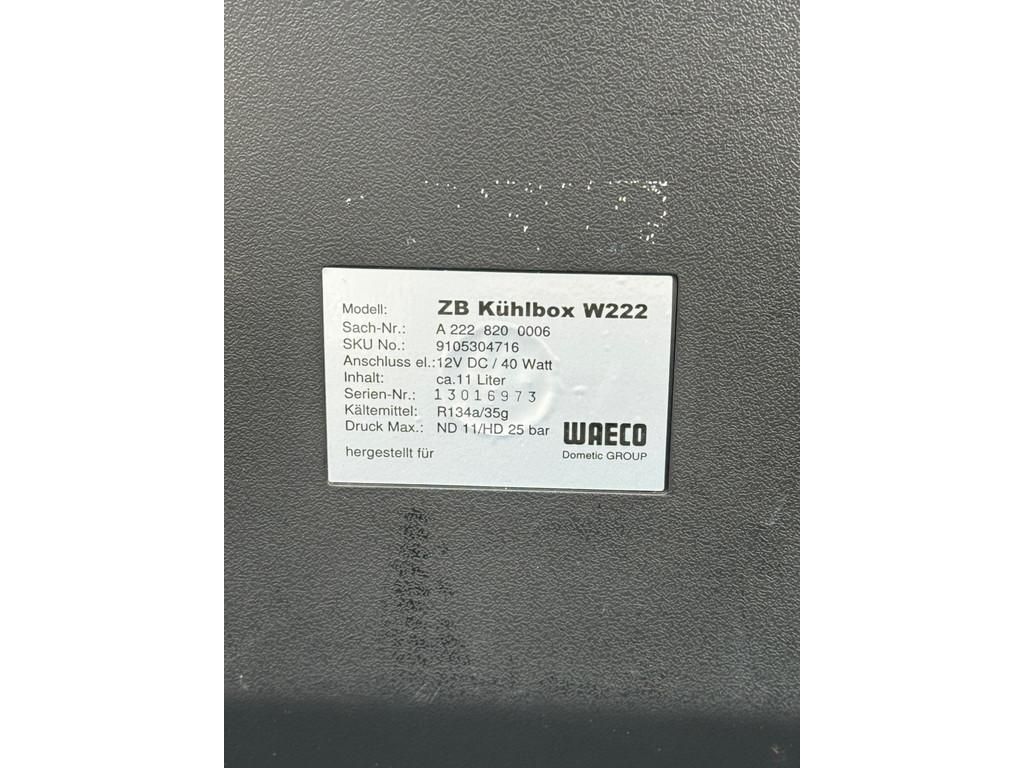 Modell: ZB Kühlbox W222
Sach-Nr.: A 222 820 0006
SKU No.: 9105304716
Anschluss el.: 12V DC / 40 Watt
Inhalt: ca.11 Liter
Serien-Nr.: 13016973
Kältemittel: R134a/35g
Druck Max.: ND 11/HD 25 bar
WAECO
hergestellt für
Dometic GROUP